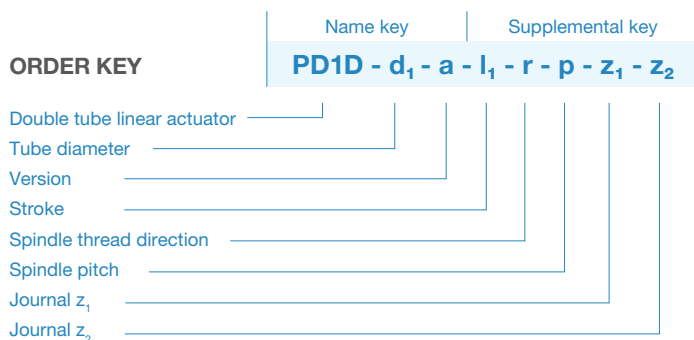 Name key Supplemental key
ORDER KEY PD1D - d₁ - a - l₁ - r - p - z₁ - z₂
Double tube linear actuator
Tube diameter
Version
Stroke
Spindle thread direction
Spindle pitch
Journal z₁
Journal z₂